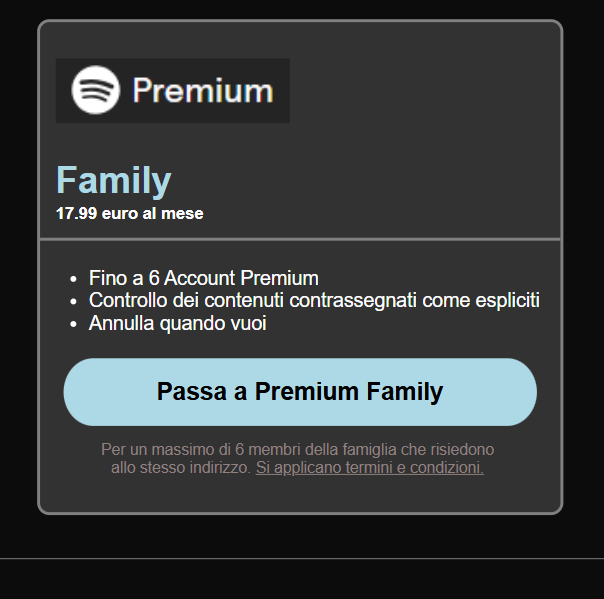 Premium
Family
17.99 euro al mese
Fino a 6 Account Premium
Controllo dei contenuti contrassegnati come espliciti
Annulla quando vuoi
Passa a Premium Family
Per un massimo di 6 membri della famiglia che risiedono
allo stesso indirizzo. Si applicano termini e condizioni.